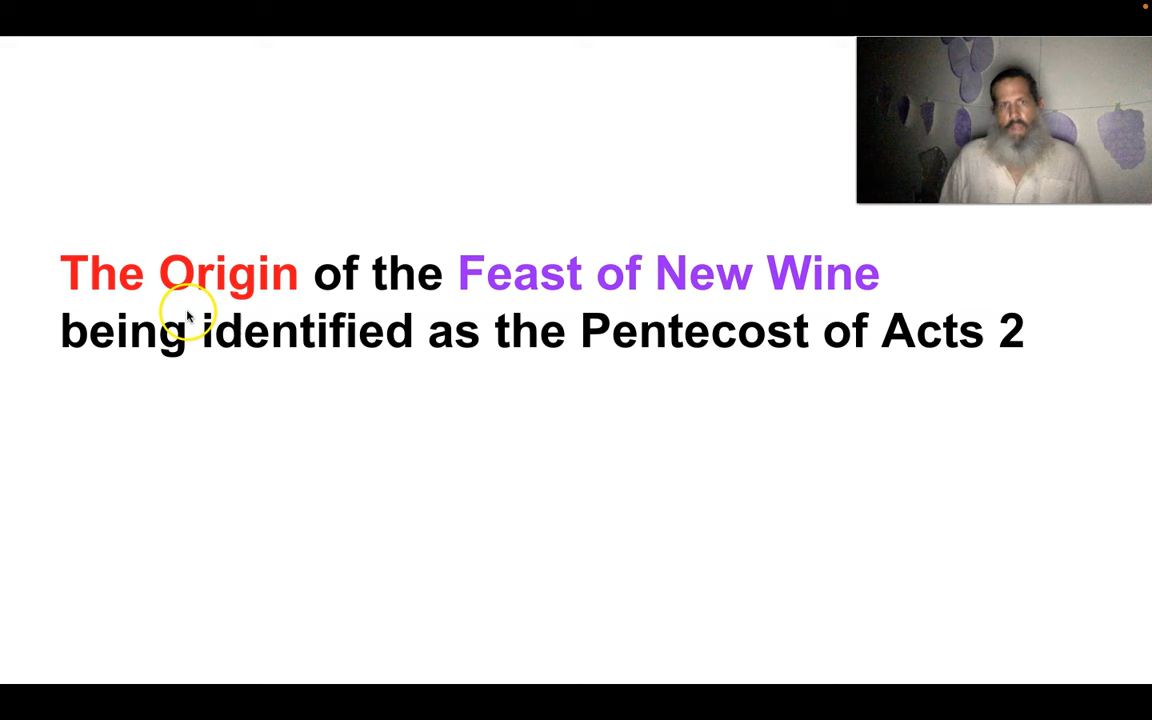 The Origin of the Feast of New Wine
being identified as the Pentecost of Acts 2